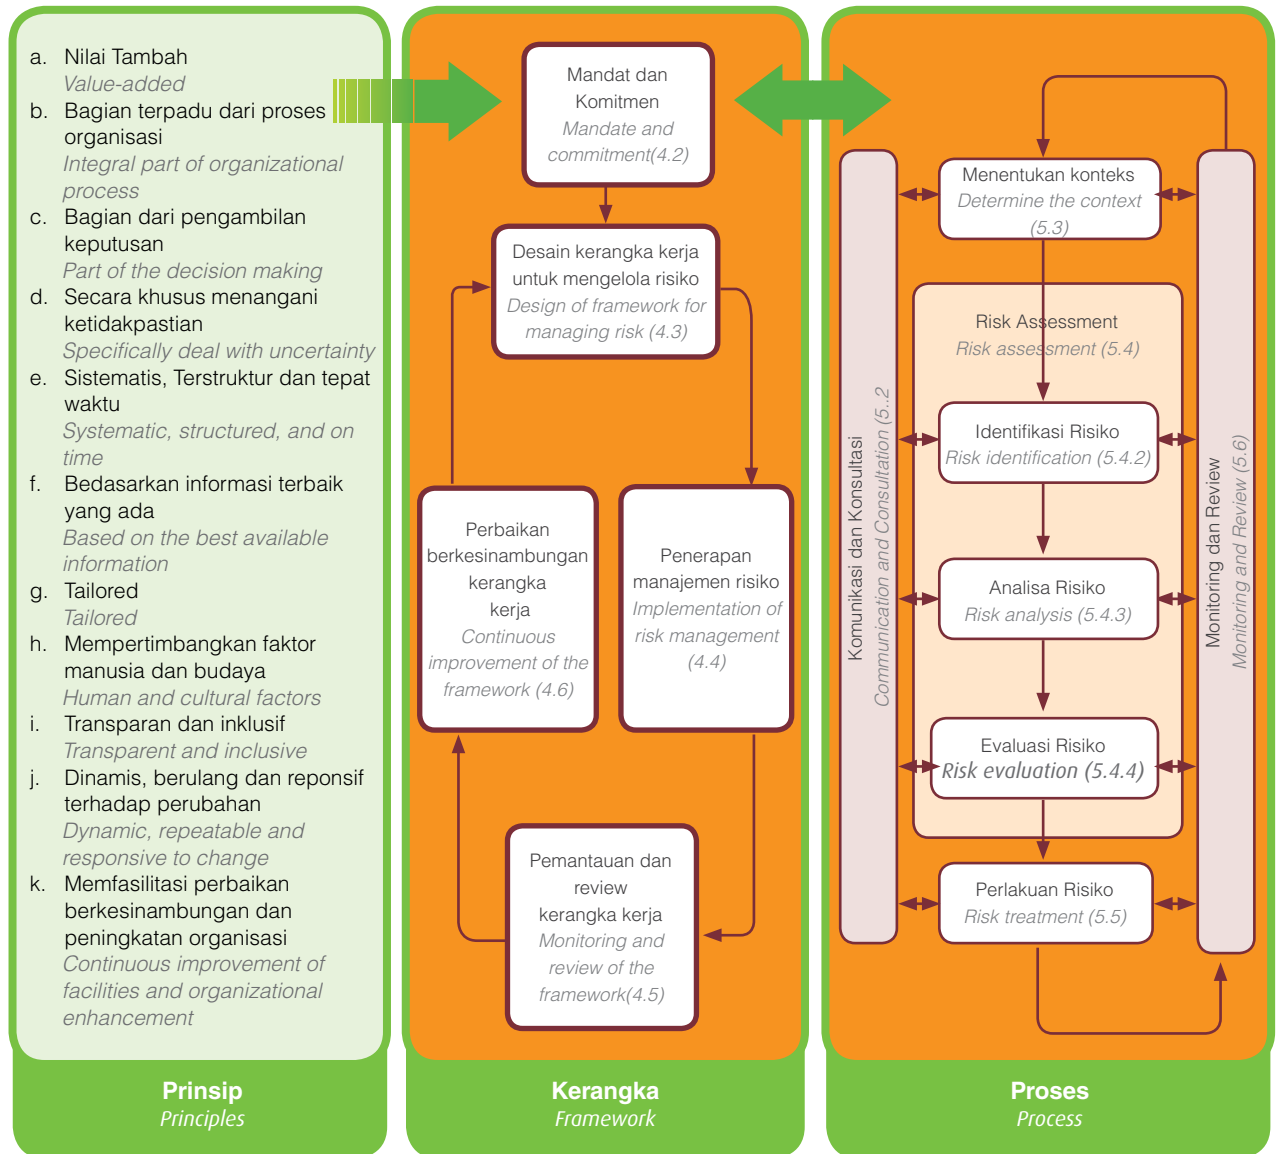 a. Nilai Tambah
Value-added
b. Bagian terpadu dari proses
organisasi
Integral part of organizational
process
c. Bagian dari pengambilan
keputusan
Part of the decision making
d. Secara khusus menangani
ketidakpastian
Specifically deal with uncertainty
e. Sistematis, Terstruktur dan tepat
waktu
Systematic, structured, and on
time
f. Bedasarkan informasi terbaik
yang ada
Based on the best available
information
g. Tailored
Tailored
h. Mempertimbangkan faktor
manusia dan budaya
Human and cultural factors
i. Transparan dan inklusif
Transparent and inclusive
j. Dinamis, berulang dan reponsif
terhadap perubahan
Dynamic, repeatable and
responsive to change
k. Memfasilitasi perbaikan
berkesinambungan dan
peningkatan organisasi
Continuous improvement of
facilities and organizational
enhancement
Prinsip
Principles
Mandat dan
Komitmen
Mandate and
commitment(4.2)
Desain kerangka kerja
untuk mengelola risiko
Design of framework for
managing risk (4.3)
Perbaikan
berkesinambungan
kerangka
kerja
Continuous
improvement of the
framework (4.6)
Penerapan
manajemen risiko
Implementation of
risk management
(4.4)
Pemantauan dan
review
kerangka kerja
Monitoring and
review of the
framework(4.5)
Kerangka
Framework
Komunikasi dan Konsultasi
Communication and Consultation (5..2
Menentukan konteks
Determine the context
(5.3)
Risk Assessment
Risk assessment (5.4)
Identifikasi Risiko
Risk identification (5.4.2)
Analisa Risiko
Risk analysis (5.4.3)
Evaluasi Risiko
Risk evaluation (5.4.4)
Perlakuan Risiko
Risk treatment (5.5)
Monitoring dan Review
Monitoring and Review (5.6)
Proses
Process